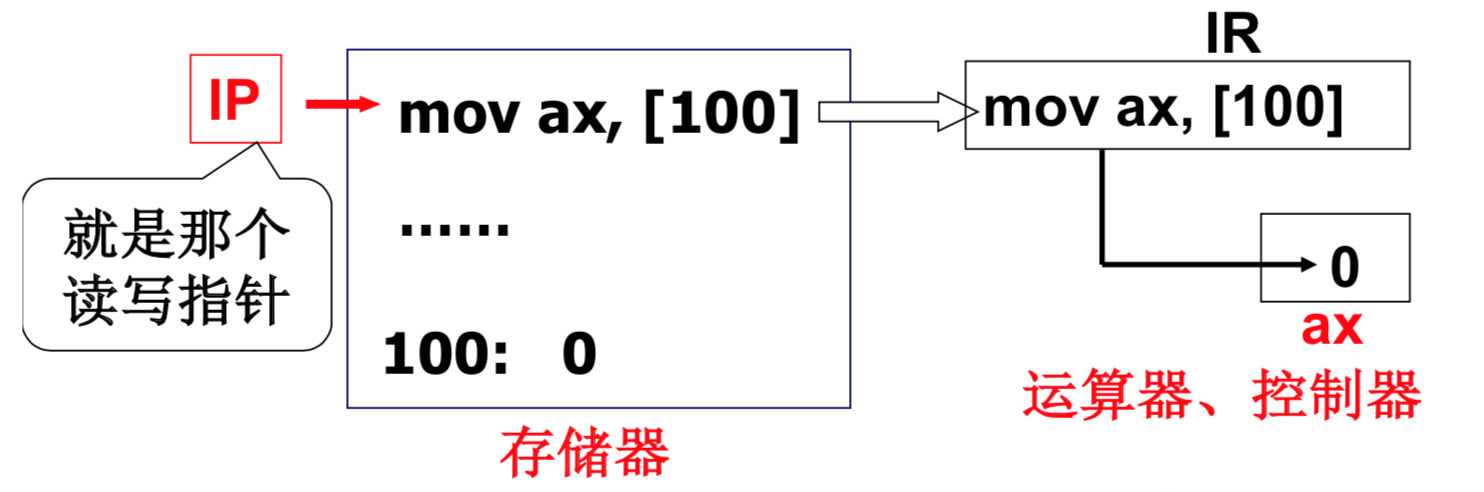 IR
IP
mov ax, [100]
mov ax, [100]
就是那个
读写指针
......
0
ax
100: 0
运算器、控制器
存储器